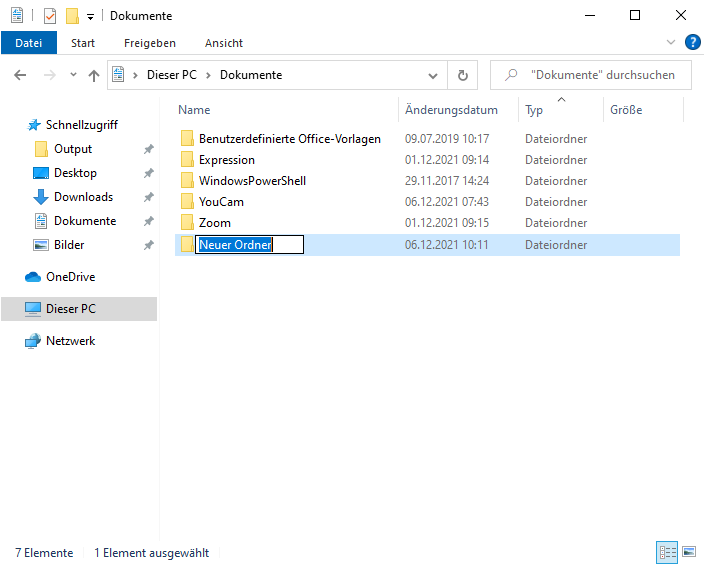 Dokumente
Datei Start Freigeben Ansicht
Dieser PC Dokumente "Dokumente" durchsuchen
Name Änderungsdatum Typ Größe
Schnellzugriff
Output
Desktop
Downloads
Dokumente
Bilder
OneDrive
Dieser PC
Netzwerk
Benutzerdefinierte Office-Vorlagen 09.07.2019 10:17 Dateiordner
Expression 01.12.2021 09:14 Dateiordner
WindowsPowerShell 29.11.2017 14:24 Dateiordner
YouCam 06.12.2021 07:43 Dateiordner
Zoom 01.12.2021 09:15 Dateiordner
Neuer Ordner 06.12.2021 10:11 Dateiordner
7 Elemente 1 Element ausgewählt